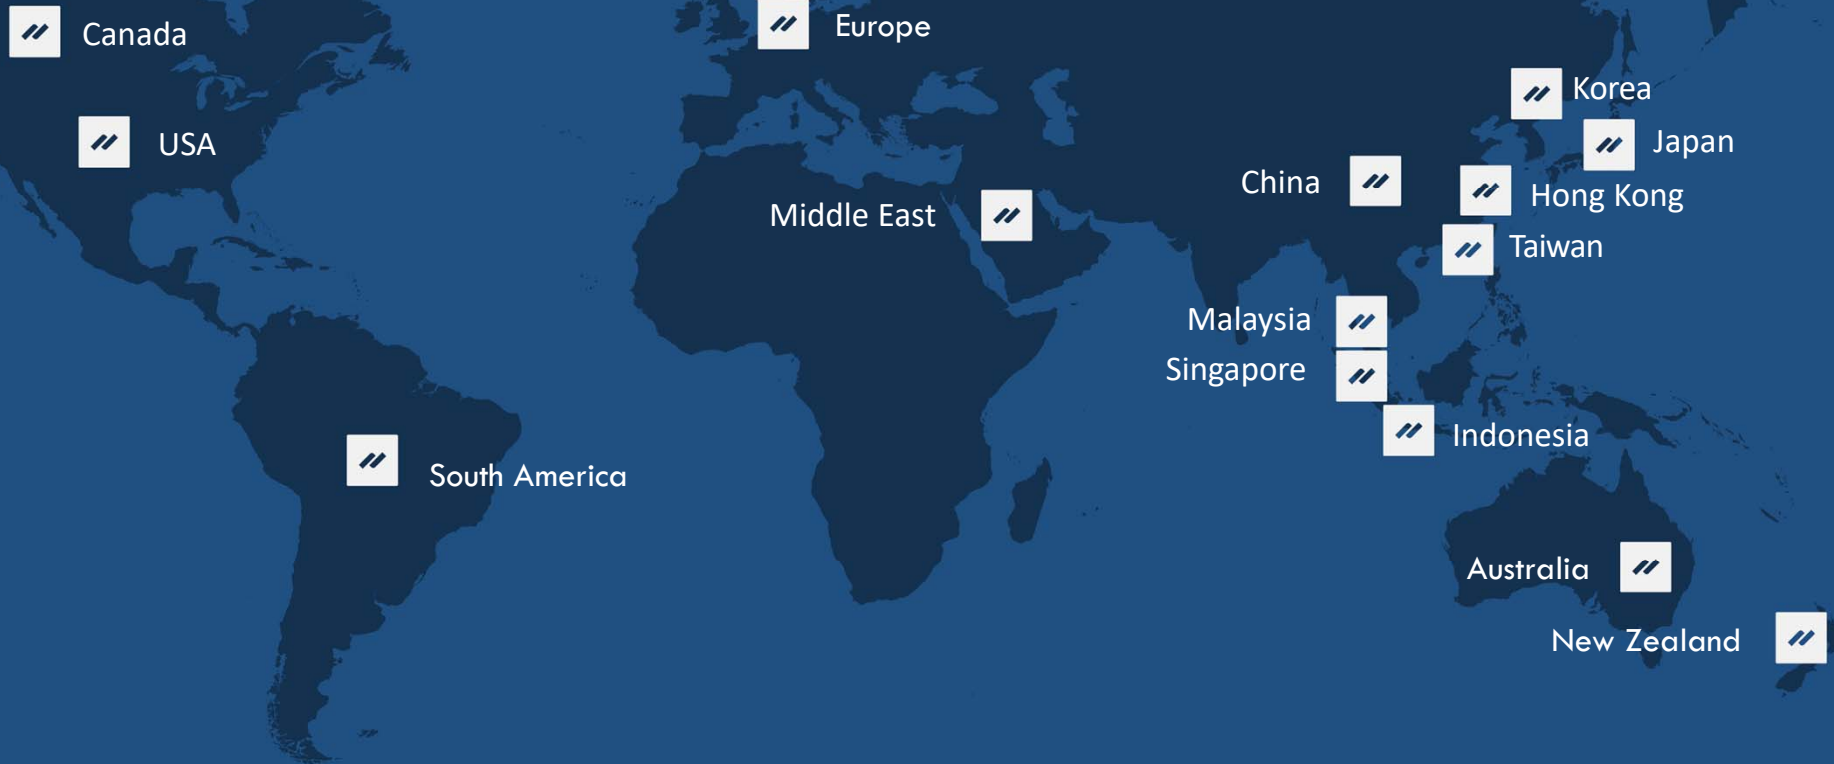 Canada
Europe
Korea
USA
Japan
China
Hong Kong
Middle East
Taiwan
Malaysia
Singapore
Indonesia
South America
Australia
New Zealand